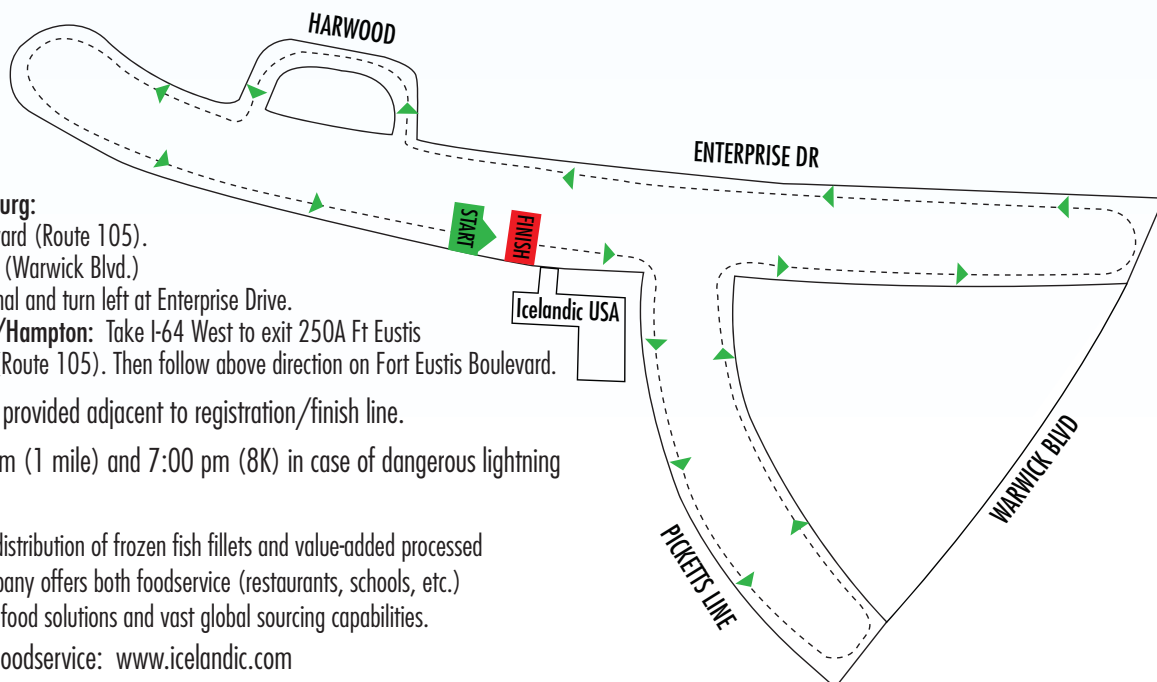 HARWOOD
ENTERPRISE DR
START
FINISH
Icelandic USA
PICKETTS LINE
WARWICK BLVD
urg:
ard (Route 105).
(Warwick Blvd.)
nal and turn left at Enterprise Drive.
/Hampton: Take I-64 West to exit 250A Ft Eustis
Route 105). Then follow above direction on Fort Eustis Boulevard.
provided adjacent to registration/finish line.
m (1 mile) and 7:00 pm (8K) in case of dangerous lightning
distribution of frozen fish fillets and value-added processed
pany offers both foodservice (restaurants, schools, etc.)
food solutions and vast global sourcing capabilities.
oodservice: www.icelandic.com